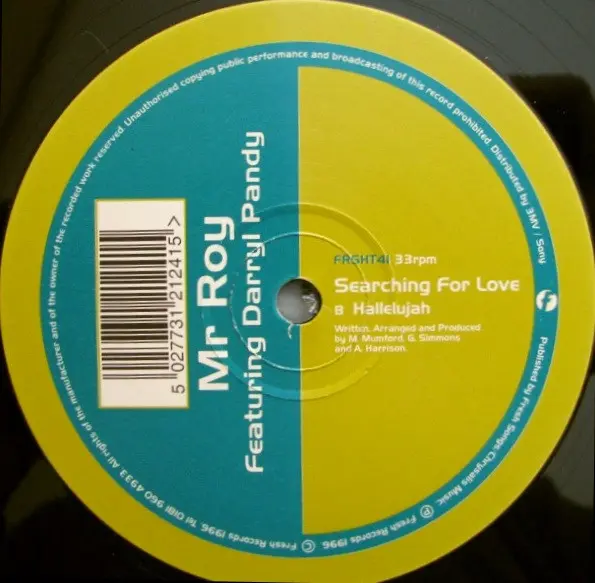 Mr Roy
Featuring Darryl Pandy
5 027731 212415 >
FRSHT41 33rpm
Searching For Love
B Hallelujah
Written, Arranged and Produced
by M. Mumford, G. Simmons
and A. Harrison.
All rights of the manufacturer and of the owner of the recorded work reserved. Unauthorised copying public performance and broadcasting of this record prohibited. Distributed by 3MV / Sony
f
Published by Fresh Songs/Chrysalis Music. Ⓟ Fresh Records 1996. © Fresh Records 1996. Tel 0181 960 4933.